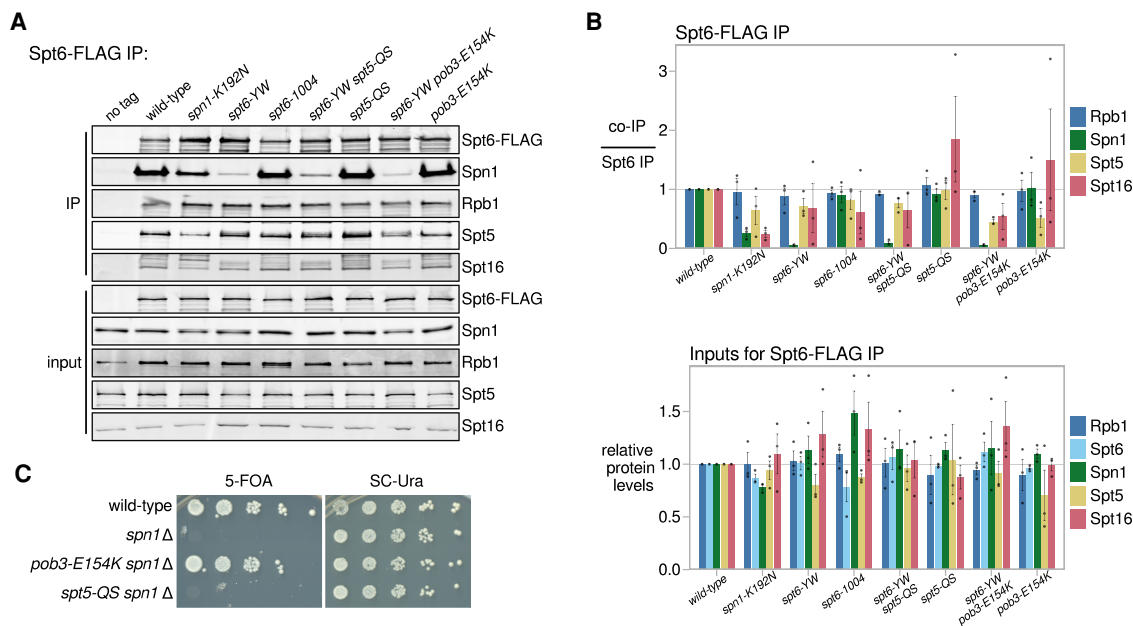 A
Spt6-FLAG IP:
no tag
wild-type
spn1-K192N
spt6-YW
spt6-1004
spt6-YW spt5-QS
spt5-QS
spt6-YW pob3-E154K
pob3-E154K
IP
Spt6-FLAG
Spn1
Rpb1
Spt5
Spt16
input
Spt6-FLAG
Spn1
Rpb1
Spt5
Spt16
B
Spt6-FLAG IP
co-IP
Spt6 IP
3
2
1
0
wild-type
spn1-K192N
spt6-YW
spt6-1004
spt6-YW
spt5-QS
spt5-QS
spt6-YW
pob3-E154K
pob3-E154K
Rpb1
Spn1
Spt5
Spt16
Inputs for Spt6-FLAG IP
relative
protein
levels
1.5
1.0
0.5
0.0
wild-type
spn1-K192N
spt6-YW
spt6-1004
spt6-YW
spt5-QS
spt5-QS
spt6-YW
pob3-E154K
pob3-E154K
Rpb1
Spt6
Spn1
Spt5
Spt16
C
5-FOA SC-Ura
wild-type
spn1Δ
pob3-E154K spn1Δ
spt5-QS spn1 Δ